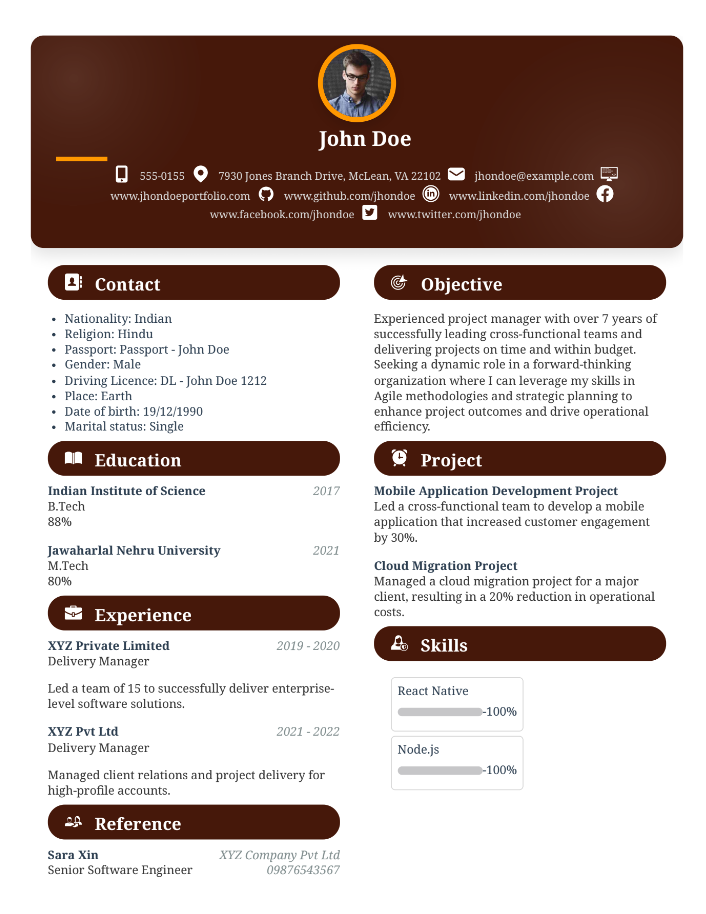 John Doe
555-0155 7930 Jones Branch Drive, McLean, VA 22102 jhondoe@example.com
www.jhondoeportfolio.com www.github.com/jhondoe www.linkedin.com/jhondoe
www.facebook.com/jhondoe www.twitter.com/jhondoe
Contact
• Nationality: Indian
• Religion: Hindu
• Passport: Passport - John Doe
• Gender: Male
• Driving Licence: DL - John Doe 1212
• Place: Earth
• Date of birth: 19/12/1990
• Marital status: Single
Education
Indian Institute of Science 2017
B.Tech
88%
Jawaharlal Nehru University 2021
M.Tech
80%
Experience
XYZ Private Limited 2019 - 2020
Delivery Manager
Led a team of 15 to successfully deliver enterprise-
level software solutions.
XYZ Pvt Ltd 2021 - 2022
Delivery Manager
Managed client relations and project delivery for
high-profile accounts.
Reference
Sara Xin XYZ Company Pvt Ltd
Senior Software Engineer 09876543567
Objective
Experienced project manager with over 7 years of
successfully leading cross-functional teams and
delivering projects on time and within budget.
Seeking a dynamic role in a forward-thinking
organization where I can leverage my skills in
Agile methodologies and strategic planning to
enhance project outcomes and drive operational
efficiency.
Project
Mobile Application Development Project
Led a cross-functional team to develop a mobile
application that increased customer engagement
by 30%.
Cloud Migration Project
Managed a cloud migration project for a major
client, resulting in a 20% reduction in operational
costs.
Skills
React Native
-100%
Node.js
-100%